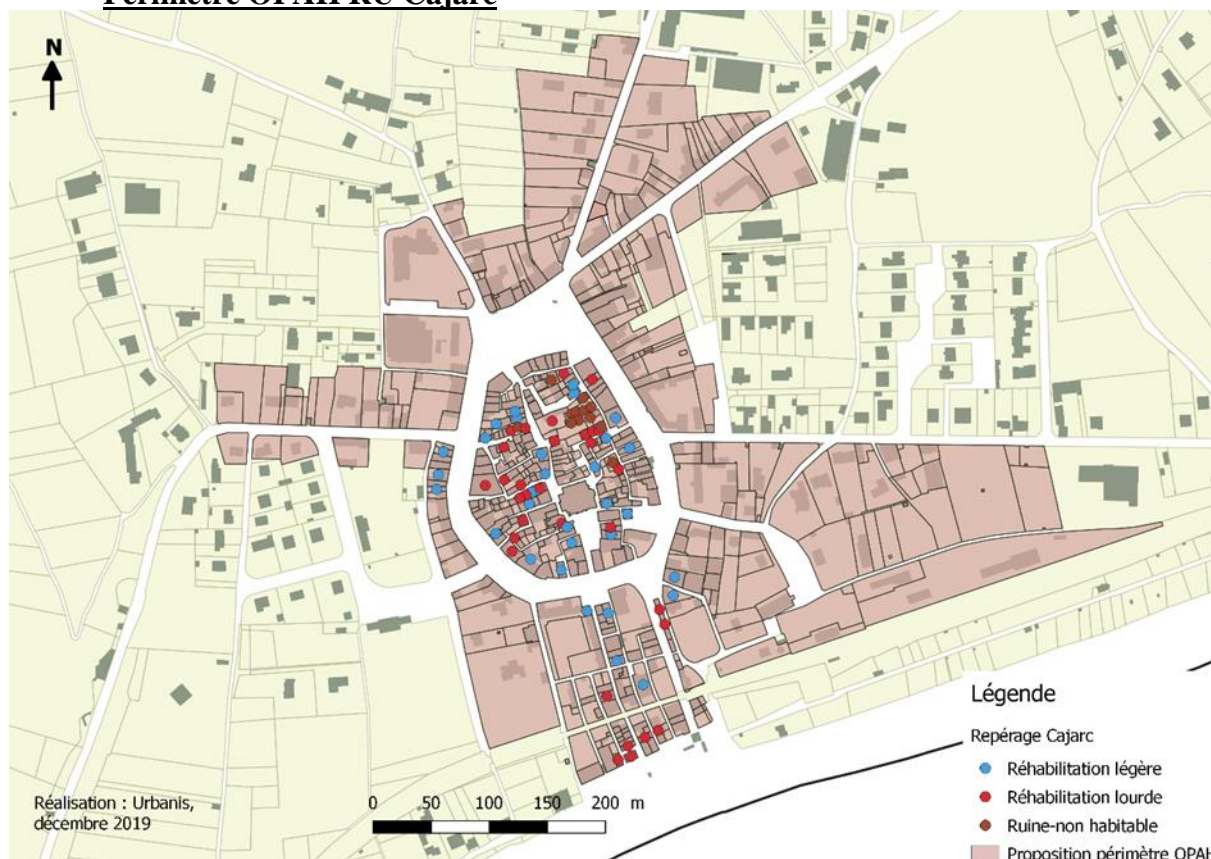 Périmètre OPAH RU Cajarc
N
Légende
Repérage Cajarc
Réhabilitation légère
Réhabilitation lourde
Ruine-non habitable
Proposition périmètre OPAH
Réalisation : Urbanis,
décembre 2019
0 50 100 150 200 m